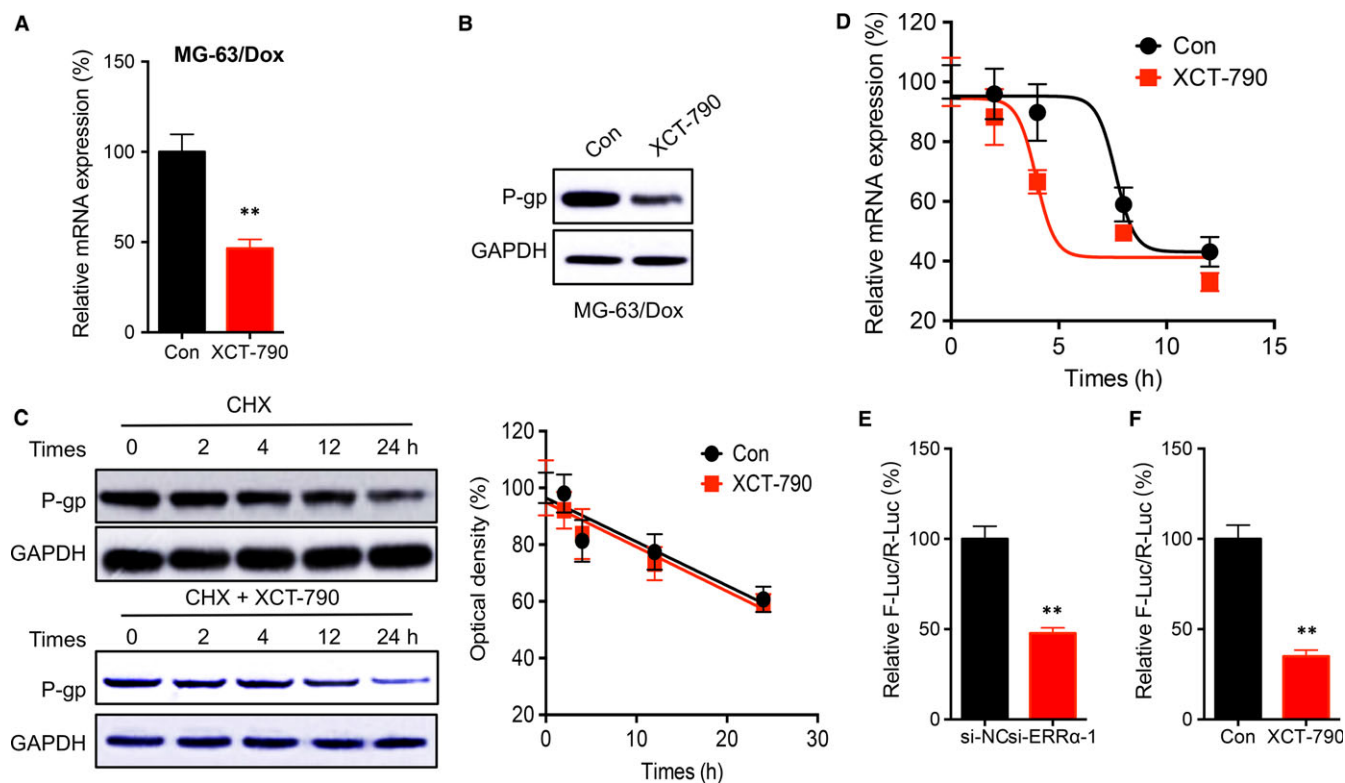 A
MG-63/Dox
Relative mRNA expression (%)
150
100
50
0
Con XCT-790
**
B
Con XCT-790
P-gp
GAPDH
MG-63/Dox
D
Relative mRNA expression (%)
120
100
80
60
40
20
0 5 10 15
Times (h)
Con
XCT-790
C
CHX
Times 0 2 4 12 24 h
P-gp
GAPDH
CHX + XCT-790
Times 0 2 4 12 24 h
P-gp
GAPDH
Optical density (%)
120
100
80
60
40
20
0 10 20 30
Times (h)
Con
XCT-790
E
Relative F-Luc/R-Luc (%)
150
100
50
0
si-NC si-ERRα-1
**
F
Relative F-Luc/R-Luc (%)
150
100
50
0
Con XCT-790
**